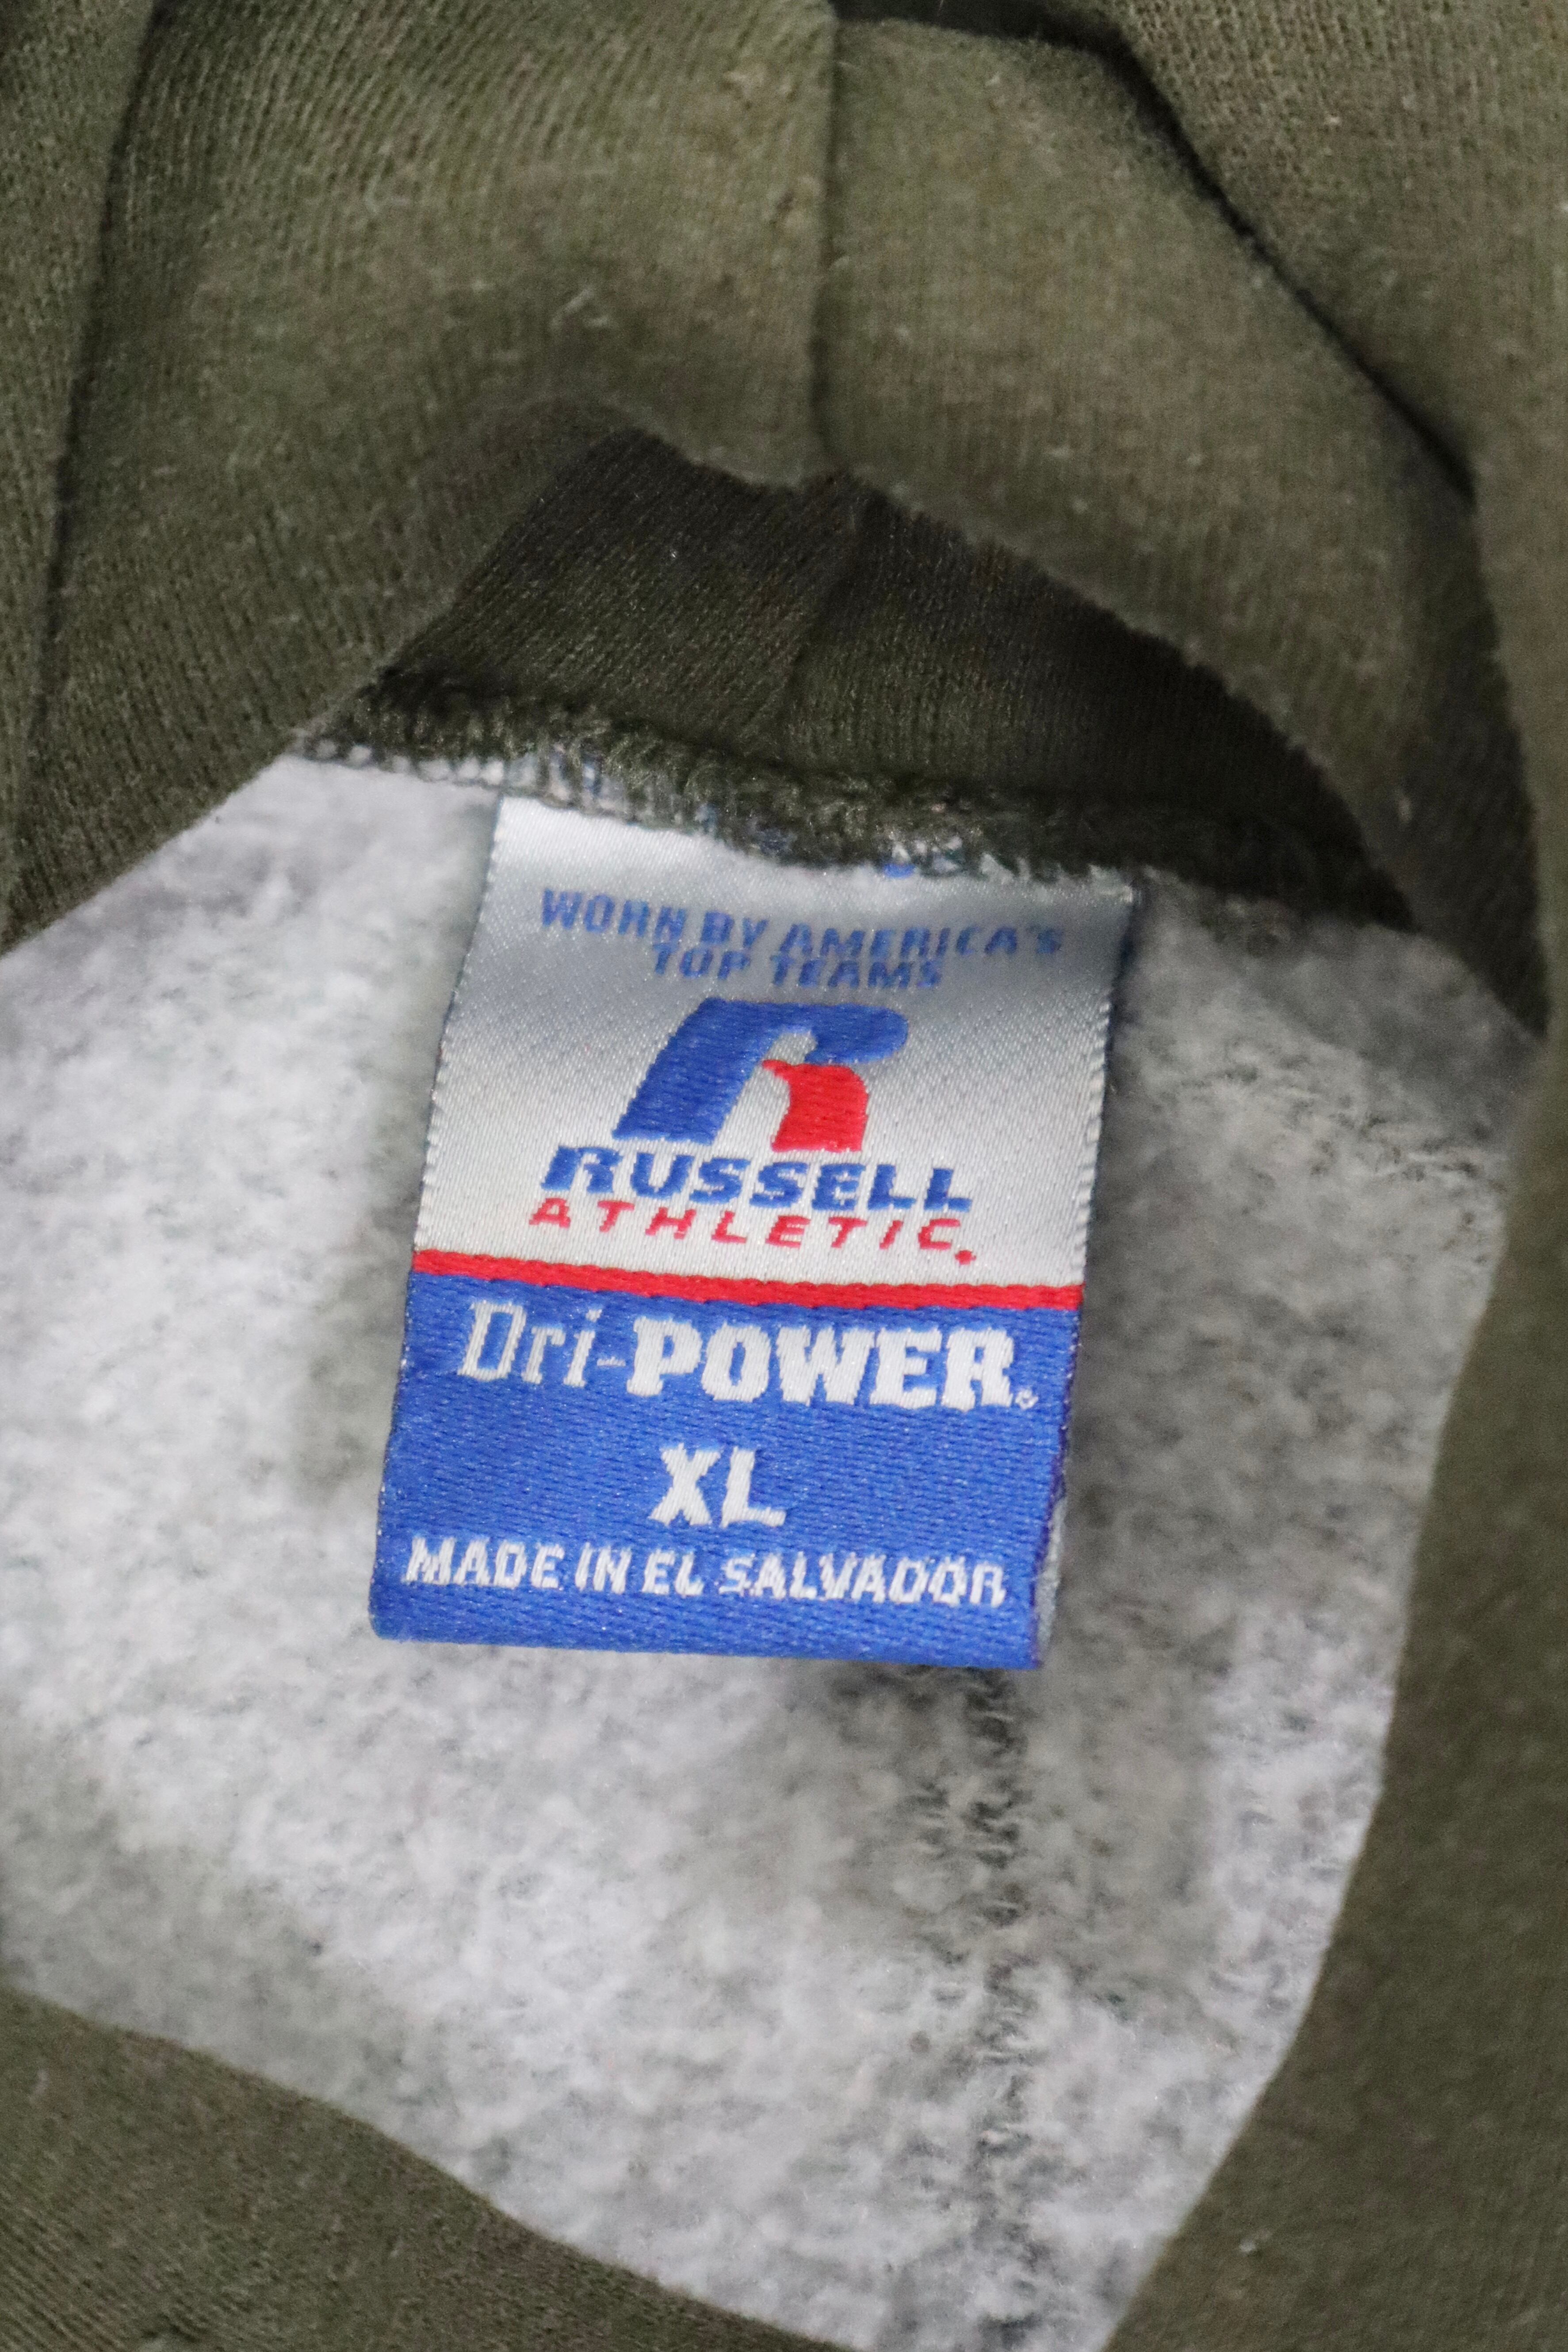 WORN BY AMERICA'S
TOP TEAMS
R
RUSSELL
ATHLETIC.
Dri-POWER®
XL
MADE IN EL SALVADOR